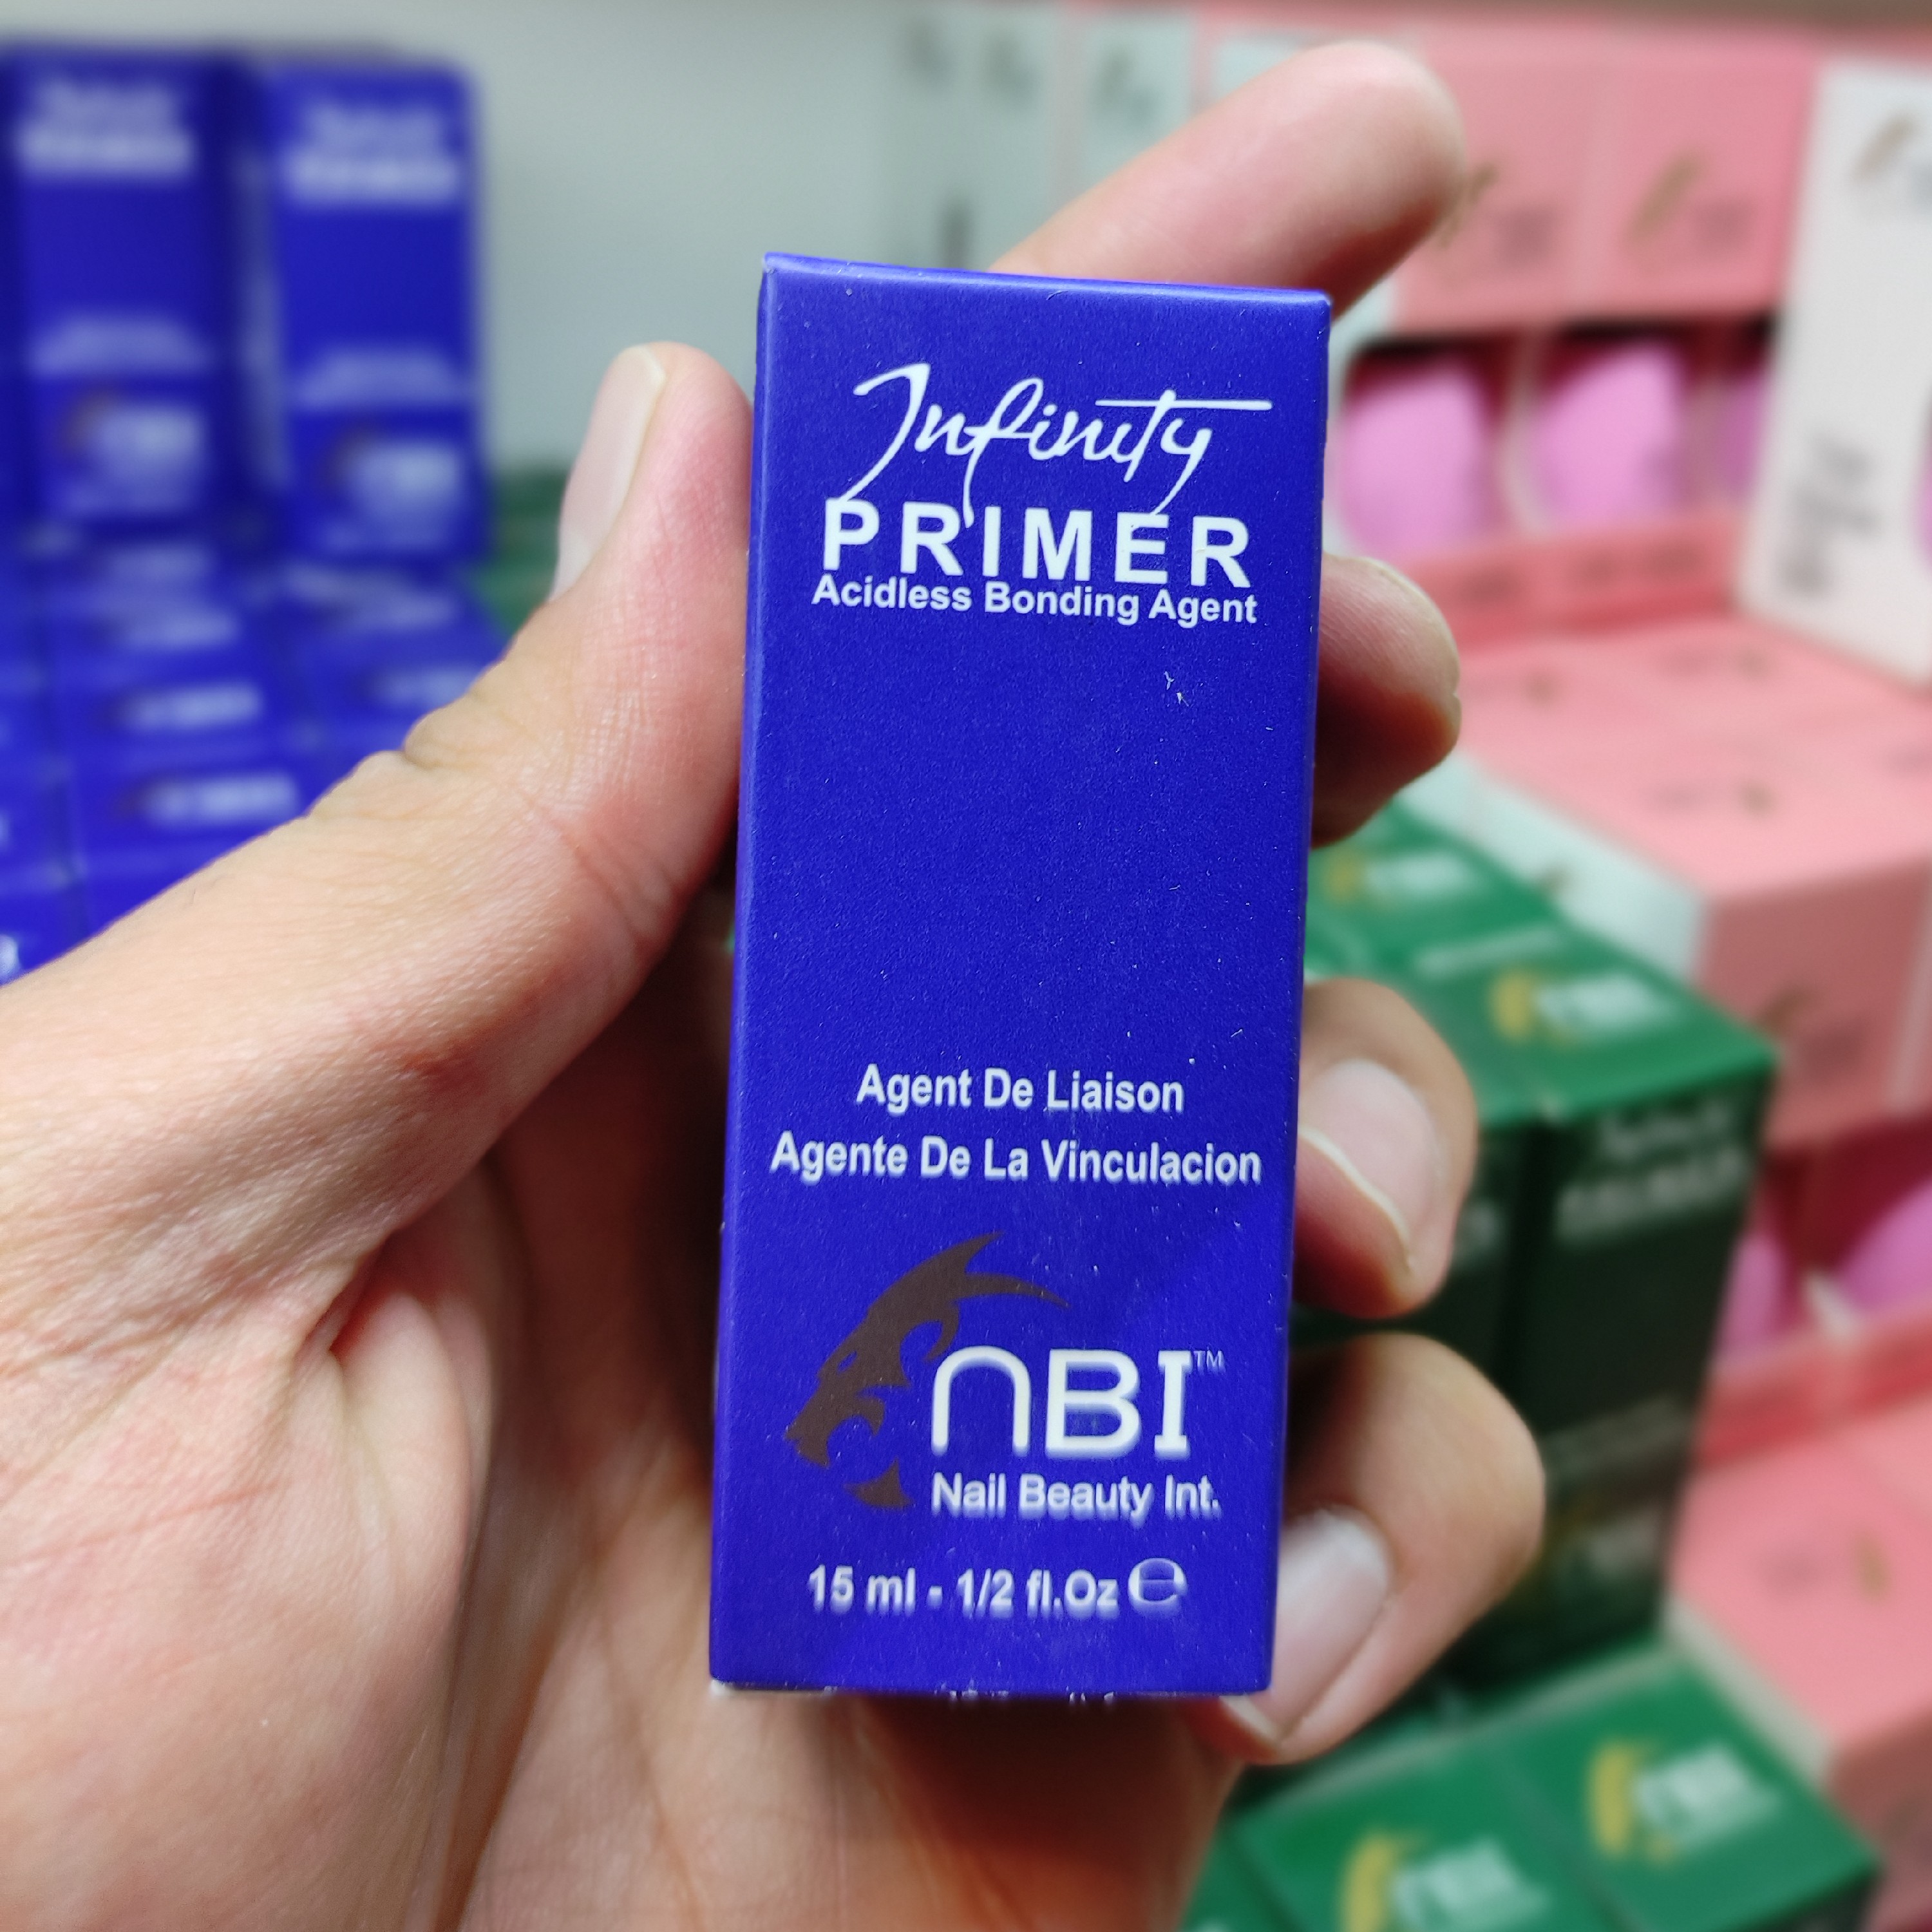 Infinity
PRIMER
Acidless Bonding Agent
Agent De Liaison
Agente De La Vinculacion
NBI™
Nail Beauty Int.
15 ml - 1/2 fl.Oz ℮